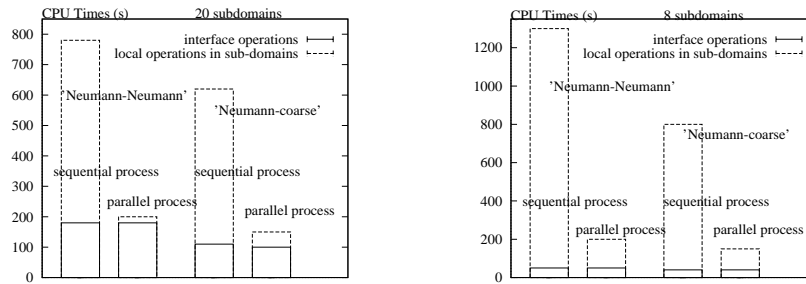 CPU Times (s) 20 subdomains
800
700
600
500
400
300
200
100
0
interface operations
local operations in sub-domains
'Neumann-Neumann'
'Neumann-coarse'
sequential process sequential process
parallel process
parallel process
CPU Times (s) 8 subdomains
1200
1000
800
600
400
200
0
interface operations
local operations in sub-domains
'Neumann-Neumann'
'Neumann-coarse'
sequential process sequential process
parallel process parallel process